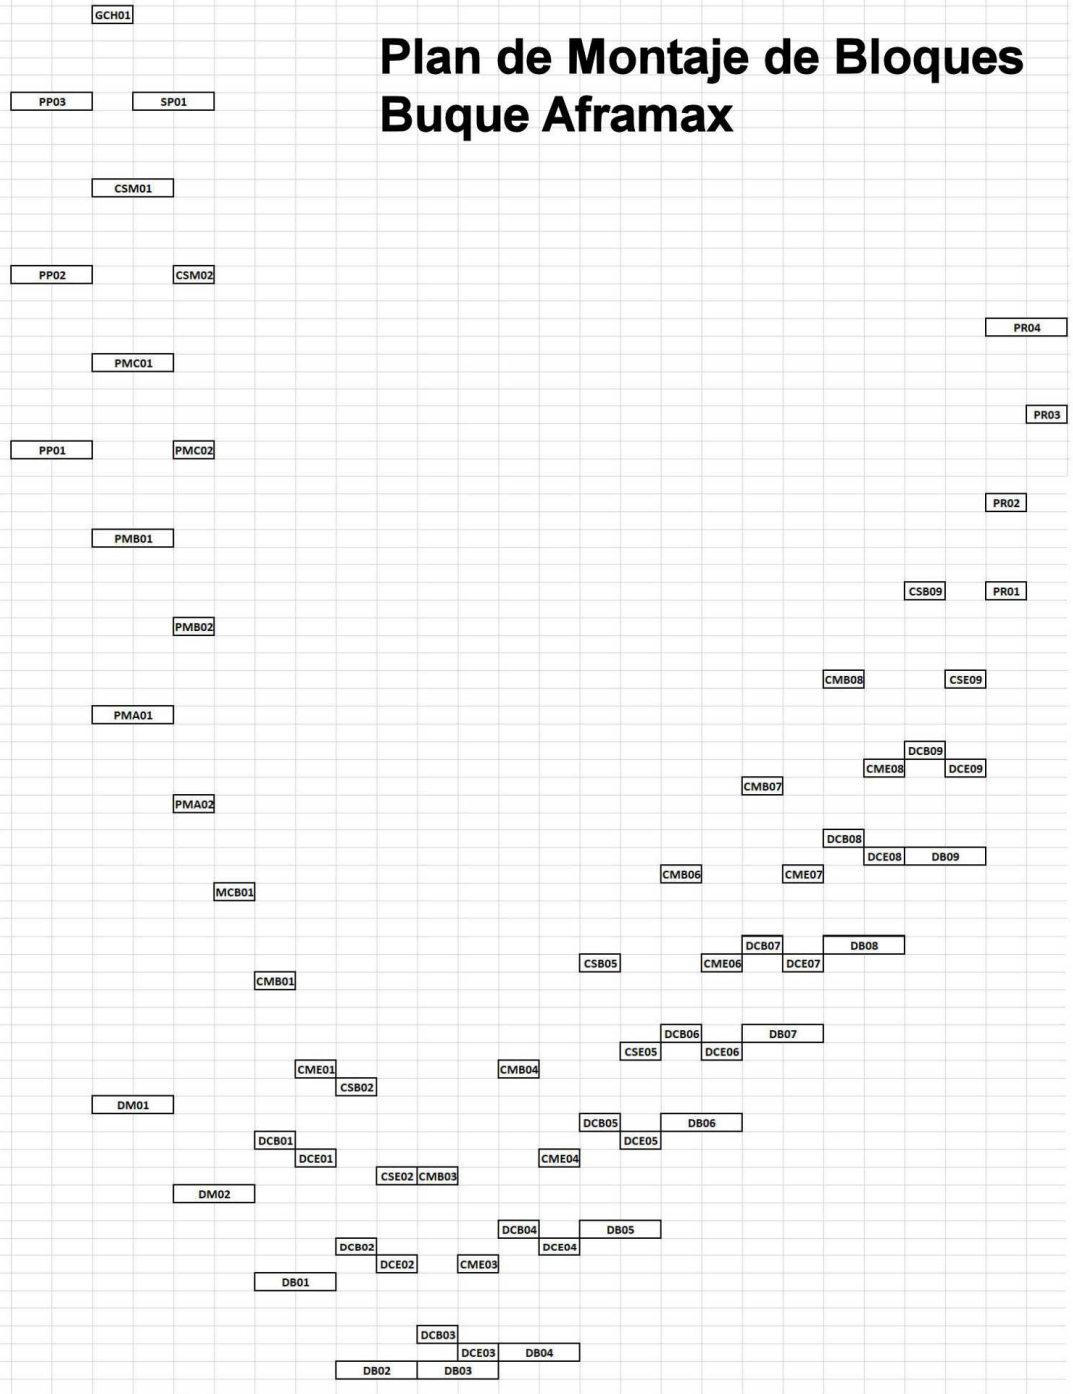 GCH01
Plan de Montaje de Bloques
Buque Aframax
PP03 SP01
CSM01
PP02 CSM02
PR04
PMC01
PR03
PP01 PMC02
PR02
PMB01
CSB09 PR01
PMB02
CMB08 CSE09
PMA01
DCB09
CME08 DCE09
CMB07
PMA02
DCB08
DCE08 DB09
CMB06 CME07
MCB01
DCB07 DB08
CSB05 CME06 DCE07
CMB01
DCB06 DB07
CSE05 DCE06
CME01 CMB04
CSB02
DM01
DCB05 DB06
DCB01 DCE05
DCE01 CME04
CSE02 CMB03
DM02
DCB04 DB05
DCB02 DCE04
DCE02 CME03
DB01
DCB03
DCE03 DB04
DB02 DB03